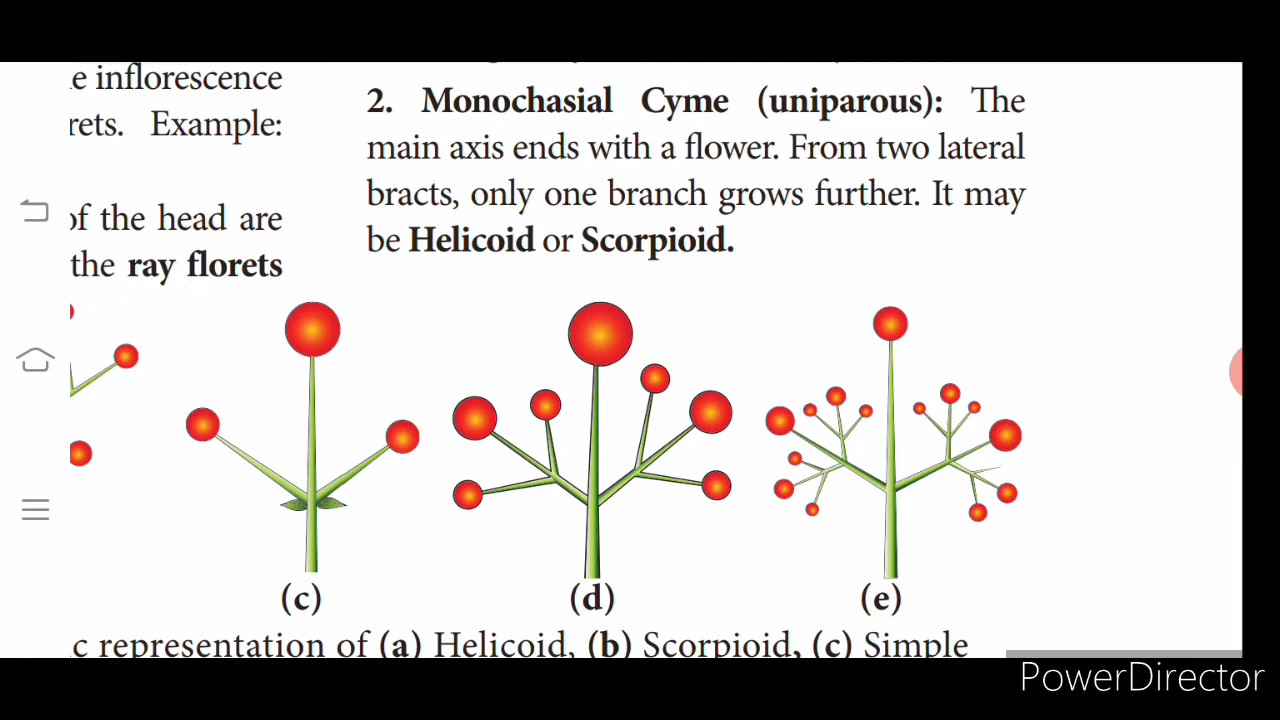 e inflorescence
rets. Example:
of the head are
the ray florets
2. Monochasial Cyme (uniparous): The
main axis ends with a flower. From two lateral
bracts, only one branch grows further. It may
be Helicoid or Scorpioid.
(c) (d) (e)
c representation of (a) Helicoid, (b) Scorpioid, (c) Simple
PowerDirector